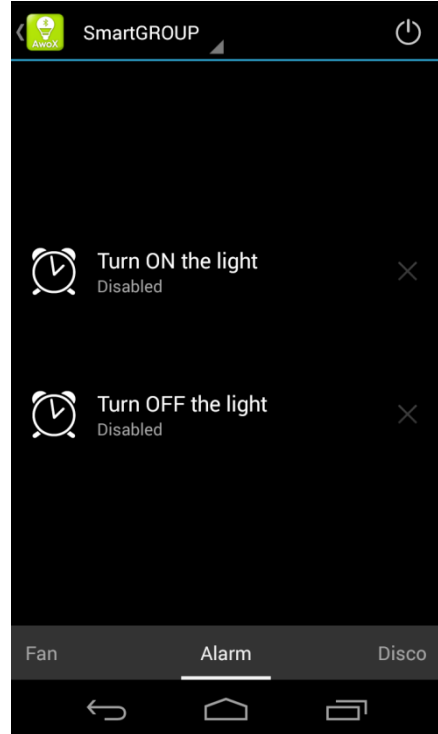 AwoX
SmartGROUP
Turn ON the light
Disabled
Turn OFF the light
Disabled
Fan Alarm Disco